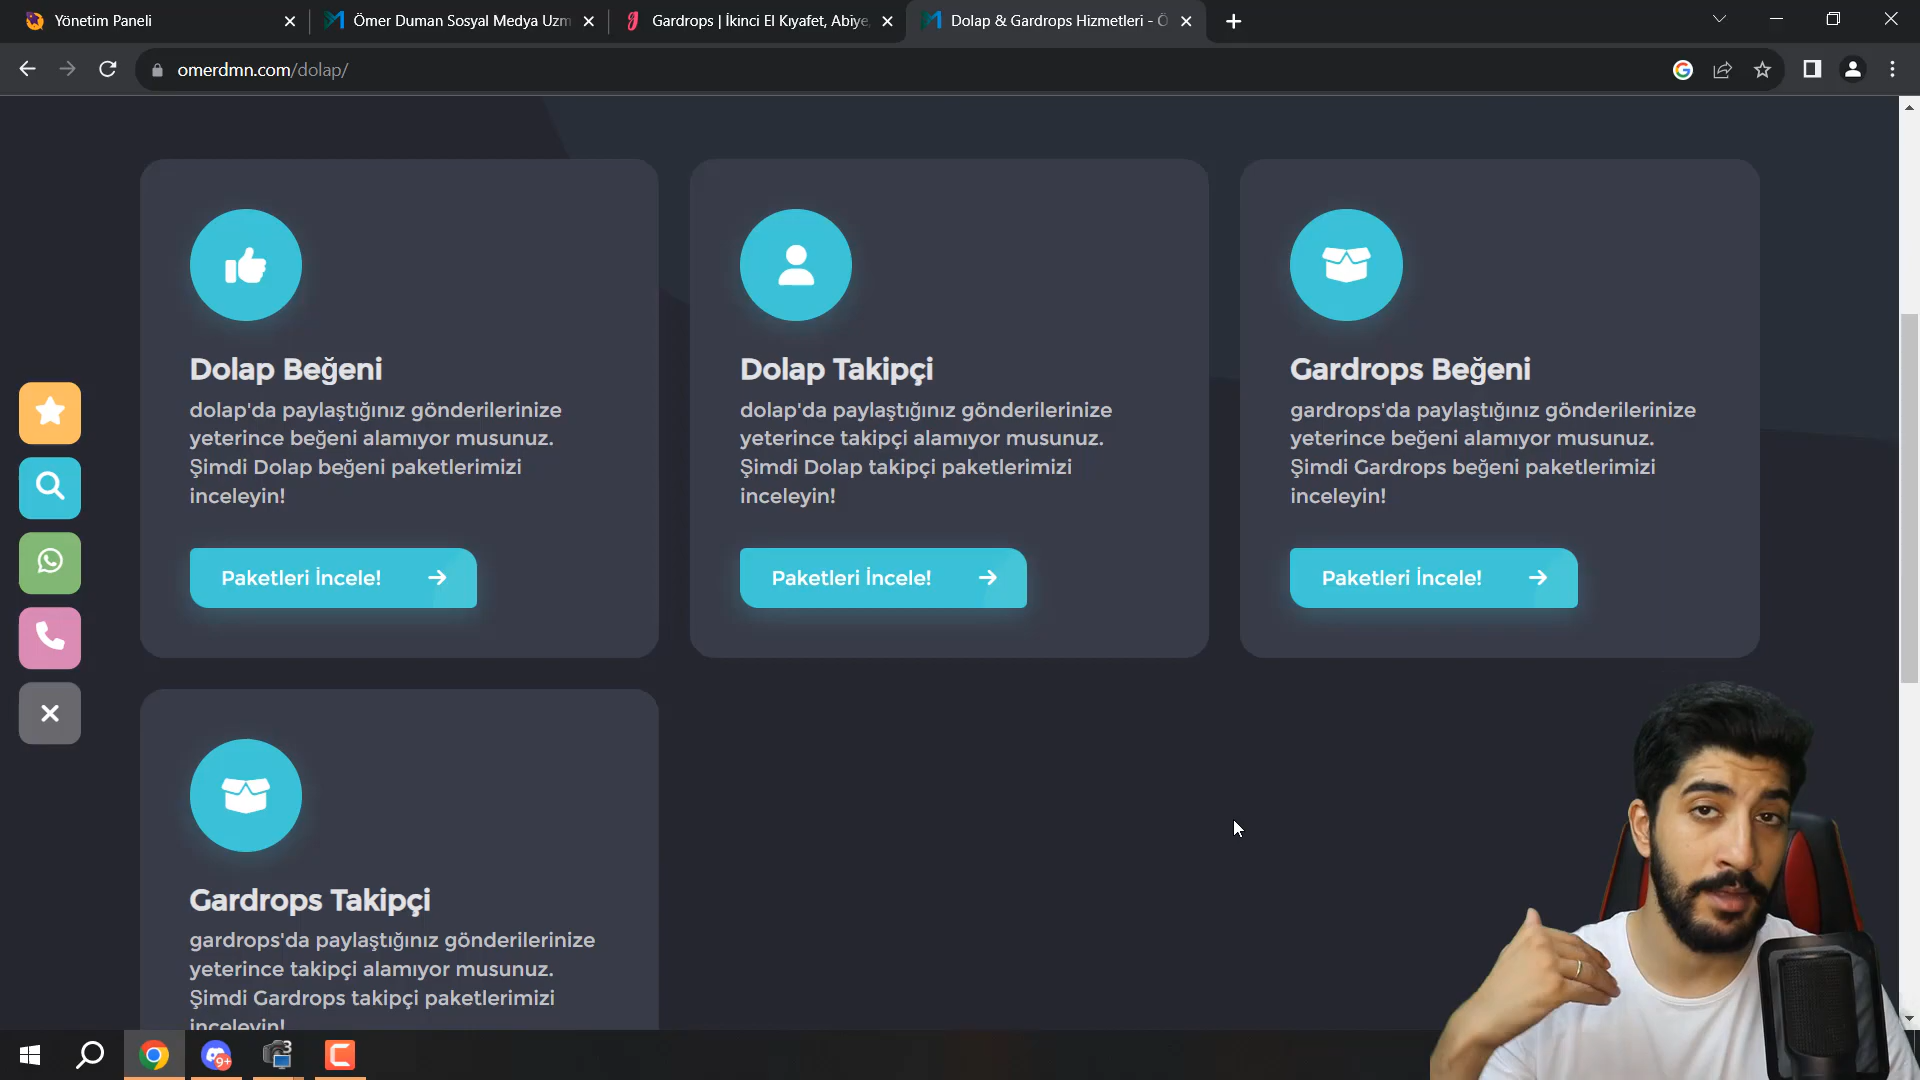 Yönetim Paneli
Ömer Duman Sosyal Medya Uzm
Gardrops | İkinci El Kıyafet, Abiye,
Dolap & Gardrops Hizmetleri - Ö
omerdmn.com/dolap/
Dolap Beğeni
dolap'da paylaştığınız gönderilerinize
yeterince beğeni alamıyor musunuz.
Şimdi Dolap beğeni paketlerimizi
inceleyin!
Paketleri İncele!
Dolap Takipçi
dolap'da paylaştığınız gönderilerinize
yeterince takipçi alamıyor musunuz.
Şimdi Dolap takipçi paketlerimizi
inceleyin!
Paketleri İncele!
Gardrops Beğeni
gardrops'da paylaştığınız gönderilerinize
yeterince beğeni alamıyor musunuz.
Şimdi Gardrops beğeni paketlerimizi
inceleyin!
Paketleri İncele!
Gardrops Takipçi
gardrops'da paylaştığınız gönderilerinize
yeterince takipçi alamıyor musunuz.
Şimdi Gardrops takipçi paketlerimizi
inceleyin!
9+
3